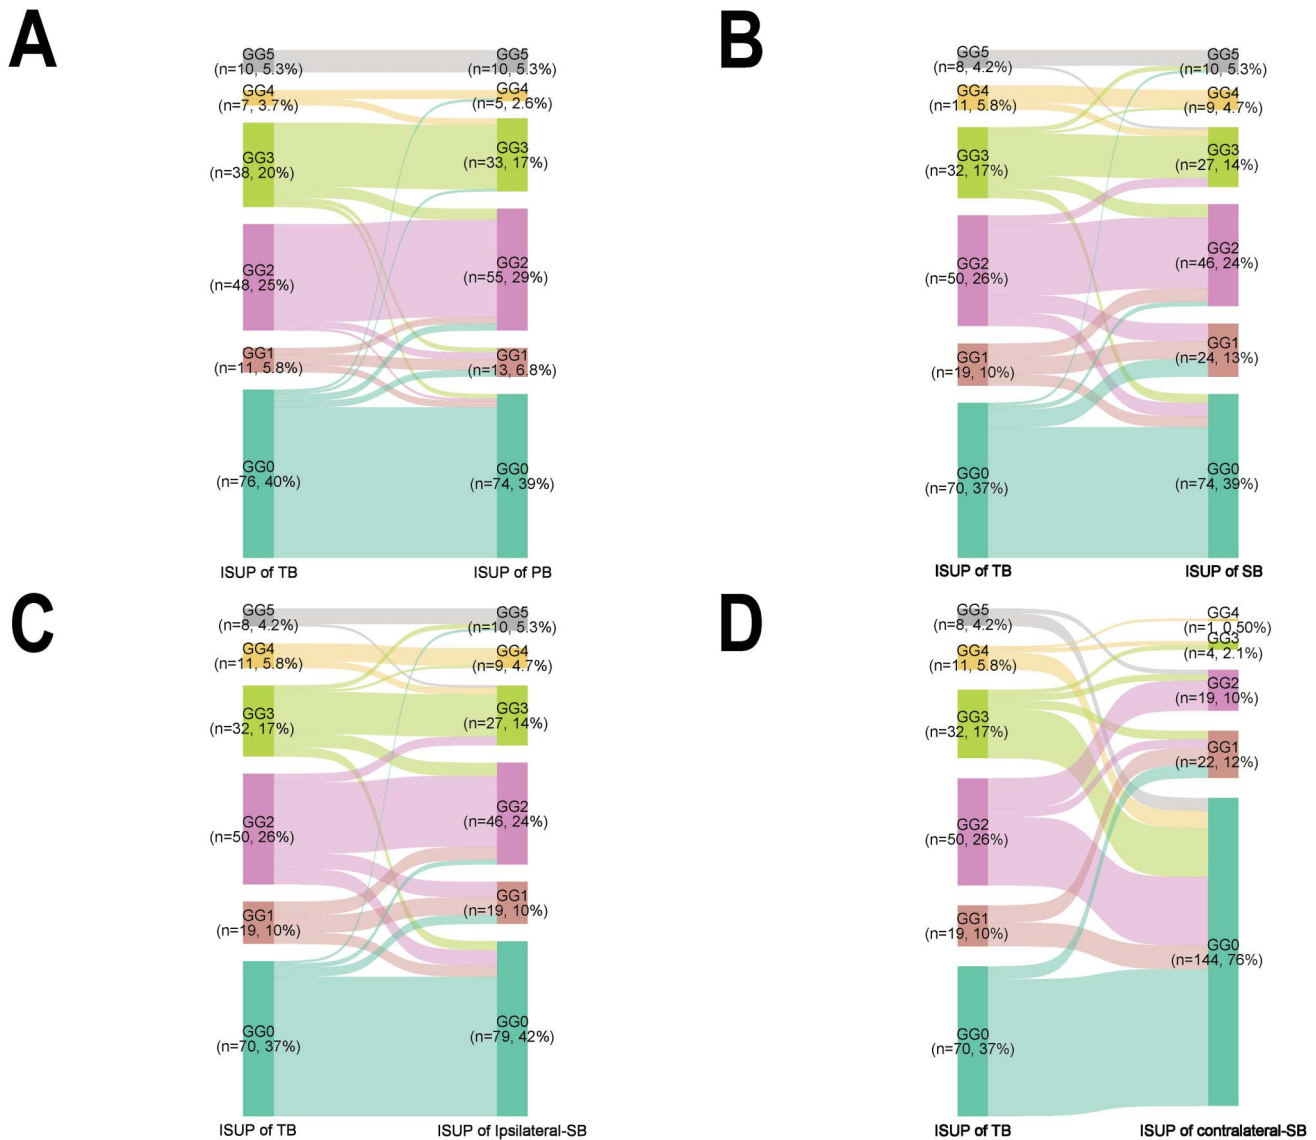 A
GG5
(n=10, 5.3%)
GG4
(n=7, 3.7%)
GG3
(n=38, 20%)
GG2
(n=48, 25%)
GG1
(n=11, 5.8%)
GG0
(n=76, 40%)
ISUP of TB
GG5
(n=10, 5.3%)
GG4
(n=5, 2.6%)
GG3
(n=33, 17%)
GG2
(n=55, 29%)
GG1
(n=13, 6.8%)
GG0
(n=74, 39%)
ISUP of PB
B
GG5
(n=8, 4.2%)
GG4
(n=11, 5.8%)
GG3
(n=32, 17%)
GG2
(n=50, 26%)
GG1
(n=19, 10%)
GG0
(n=70, 37%)
ISUP of TB
GG5
(n=10, 5.3%)
GG4
(n=9, 4.7%)
GG3
(n=27, 14%)
GG2
(n=46, 24%)
GG1
(n=24, 13%)
GG0
(n=74, 39%)
ISUP of SB
C
GG5
(n=8, 4.2%)
GG4
(n=11, 5.8%)
GG3
(n=32, 17%)
GG2
(n=50, 26%)
GG1
(n=19, 10%)
GG0
(n=70, 37%)
ISUP of TB
GG5
(n=10, 5.3%)
GG4
(n=9, 4.7%)
GG3
(n=27, 14%)
GG2
(n=46, 24%)
GG1
(n=19, 10%)
GG0
(n=79, 42%)
ISUP of Ipsilateral-SB
D
GG5
(n=8, 4.2%)
GG4
(n=11, 5.8%)
GG3
(n=32, 17%)
GG2
(n=50, 26%)
GG1
(n=19, 10%)
GG0
(n=70, 37%)
ISUP of TB
GG4
(n=1, 0.50%)
GG3
(n=4, 2.1%)
GG2
(n=19, 10%)
GG1
(n=22, 12%)
GG0
(n=144, 76%)
ISUP of contralateral-SB